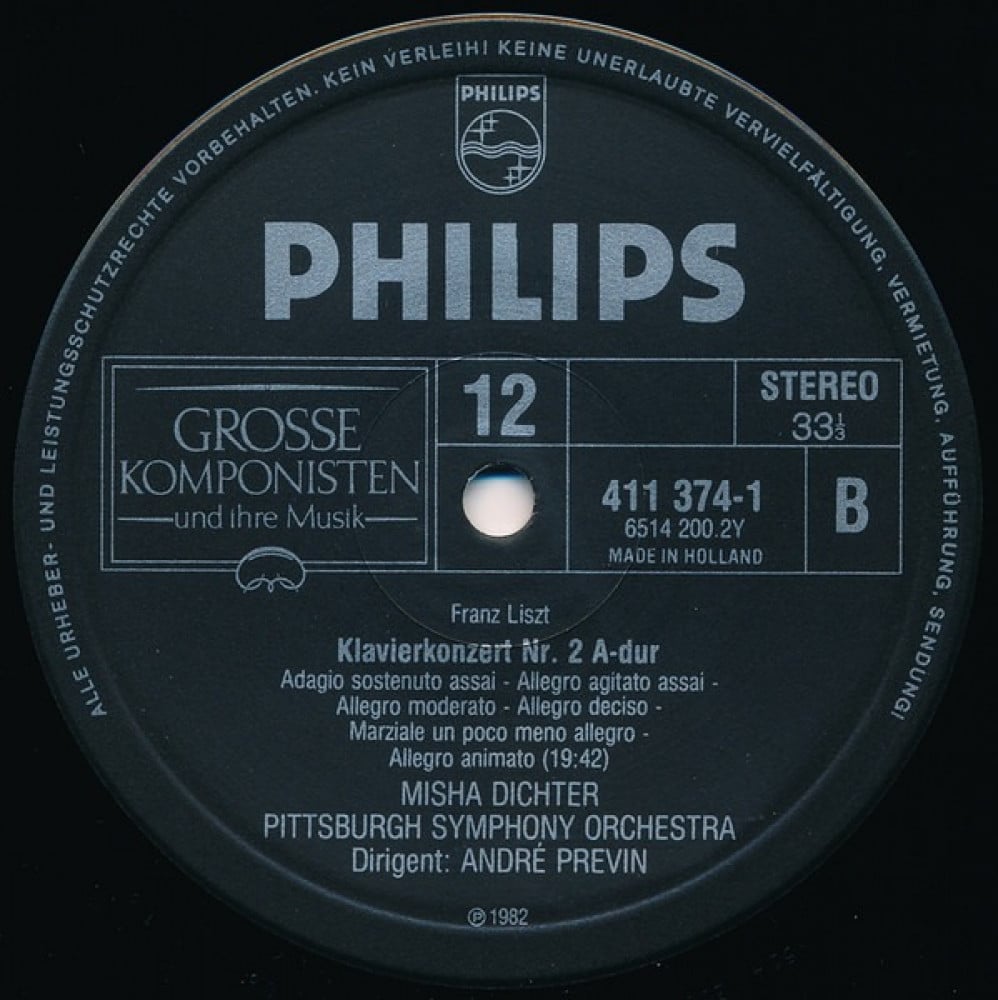 ALLE URHEBER- UND LEISTUNGSSCHUTZRECHTE VORBEHALTEN. KEIN VERLEIH! KEINE UNERLAUBTE VERVIELFÄLTIGUNG, VERMIETUNG, AUFFÜHRUNG, SENDUNG!
PHILIPS
PHILIPS
GROSSE
KOMPONISTEN
und ihre Musik
12
STEREO
33⅓
411 374-1
6514 200.2Y
MADE IN HOLLAND
B
Franz Liszt
Klavierkonzert Nr. 2 A-dur
Adagio sostenuto assai - Allegro agitato assai -
Allegro moderato - Allegro deciso -
Marziale un poco meno allegro -
Allegro animato (19:42)
MISHA DICHTER
PITTSBURGH SYMPHONY ORCHESTRA
Dirigent: ANDRÉ PREVIN
℗ 1982